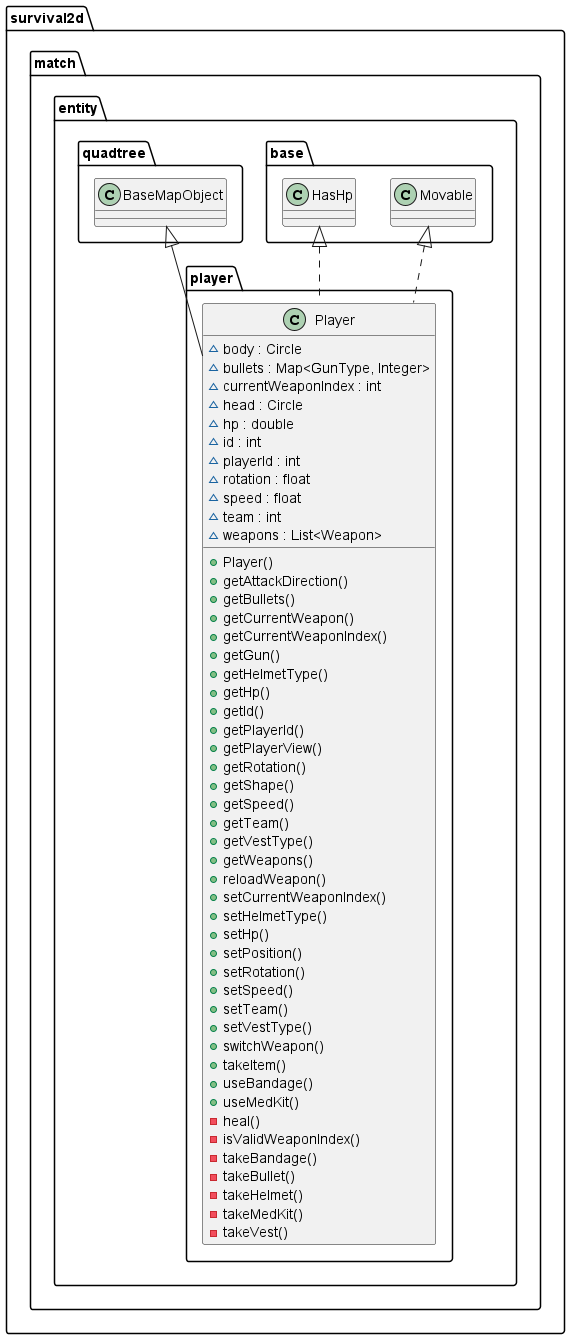 survival2d
match
entity
quadtree
base
C BaseMapObject
C HasHp
C Movable
player
C Player
~ body : Circle
~ bullets : Map<GunType, Integer>
~ currentWeaponIndex : int
~ head : Circle
~ hp : double
~ id : int
~ playerId : int
~ rotation : float
~ speed : float
~ team : int
~ weapons : List<Weapon>
Player()
getAttackDirection()
getBullets()
getCurrentWeapon()
getCurrentWeaponIndex()
getGun()
getHelmetType()
getHp()
getId()
getPlayerId()
getPlayerView()
getRotation()
getShape()
getSpeed()
getTeam()
getVestType()
getWeapons()
reloadWeapon()
setCurrentWeaponIndex()
setHelmetType()
setHp()
setPosition()
setRotation()
setSpeed()
setTeam()
setVestType()
switchWeapon()
takeItem()
useBandage()
useMedKit()
heal()
isValidWeaponIndex()
takeBandage()
takeBullet()
takeHelmet()
takeMedKit()
takeVest()